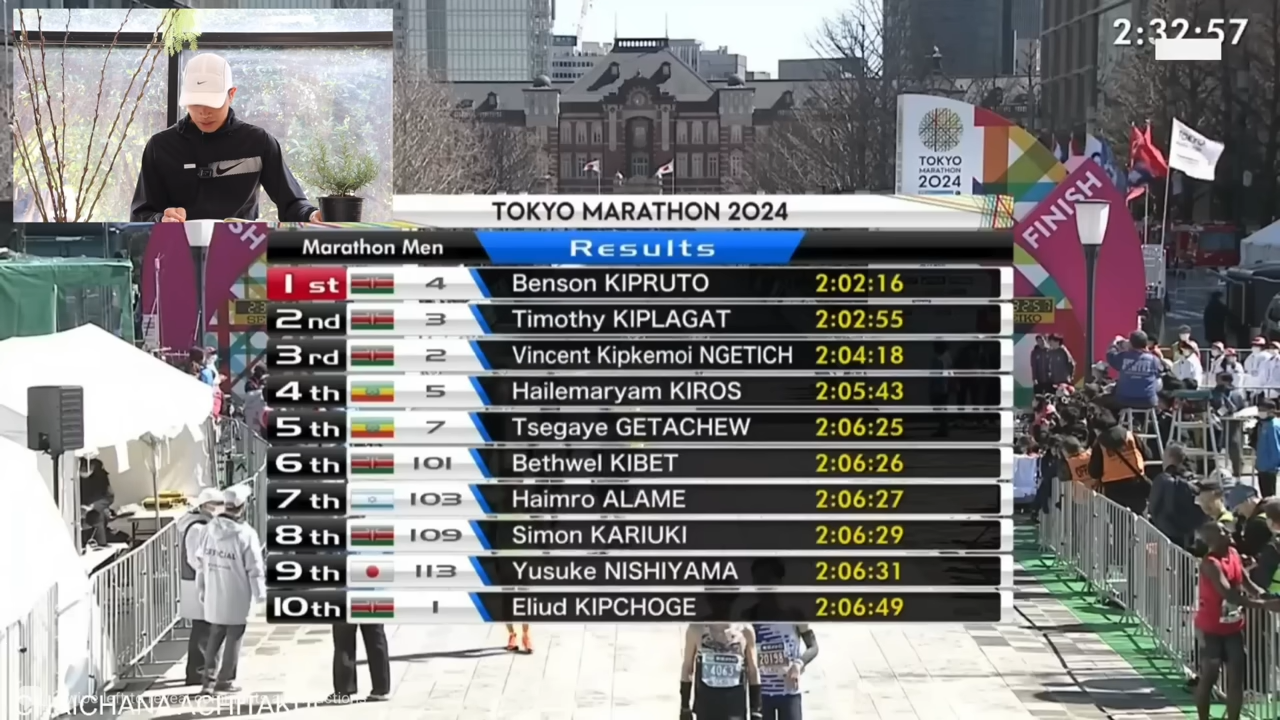 2:32:57
TOKYO
MARATHON
2024
FINISH
TOKYO MARATHON 2024
Marathon Men Results
1st 4 Benson KIPRUTO 2:02:16
2nd 3 Timothy KIPLAGAT 2:02:55
3rd 2 Vincent Kipkemoi NGETICH 2:04:18
4th 5 Hailemaryam KIROS 2:05:43
5th 7 Tsegaye GETACHEW 2:06:25
6th 101 Bethwel KIBET 2:06:26
7th 103 Haimro ALAME 2:06:27
8th 109 Simon KARIUKI 2:06:29
9th 113 Yusuke NISHIYAMA 2:06:31
10th 1 Eliud KIPCHOGE 2:06:49
SH
OFFICIAL
4063
20198